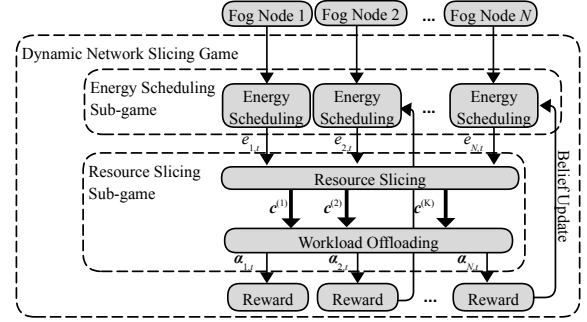 Fog Node 1 Fog Node 2 ... Fog Node N
Dynamic Network Slicing Game
Energy Scheduling
Sub-game
Energy
Scheduling
Energy
Scheduling
...
Energy
Scheduling
e1,t e2,t eN,t
Resource Slicing
Sub-game
Resource Slicing
c(1) c(2) c(K)
Workload Offloading
α1,t α2,t αN,t
Reward Reward ... Reward
Belief Update